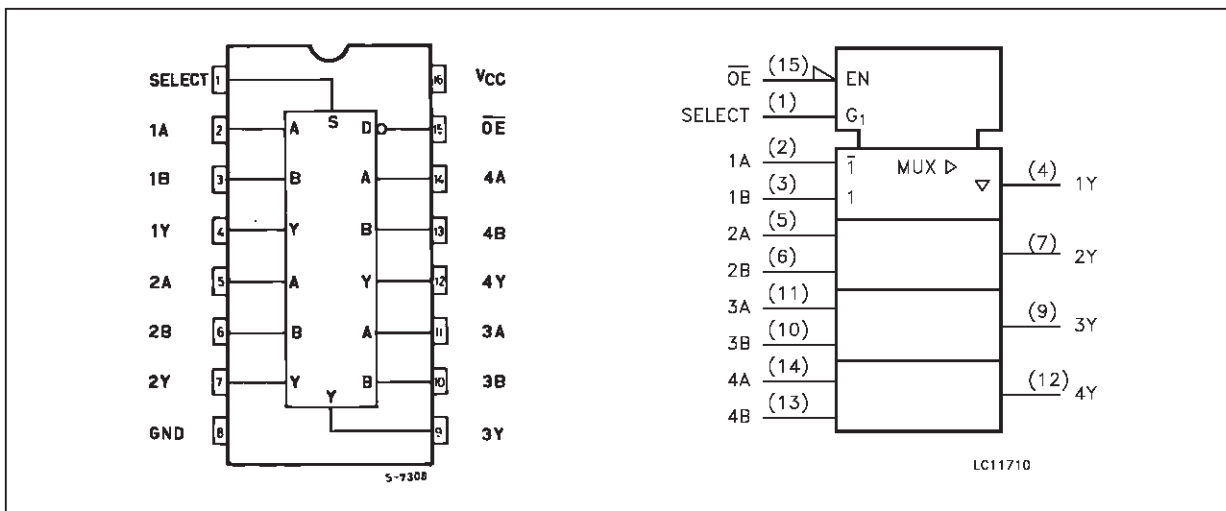 SELECT 1 16 VCC
S
1A 2 A D 15 O̅E̅
1B 3 B A 14 4A
1Y 4 Y B 13 4B
2A 5 A Y 12 4Y
2B 6 B A 11 3A
2Y 7 Y B 10 3B
Y
GND 8 9 3Y
S-7308
O̅E̅ (15) EN
SELECT (1) G1
1A (2) 1̅ MUX ▷
(4) 1Y
▽
1B (3) 1
2A (5)
(7) 2Y
2B (6)
3A (11)
(9) 3Y
3B (10)
4A (14)
(12) 4Y
4B (13)
LC11710